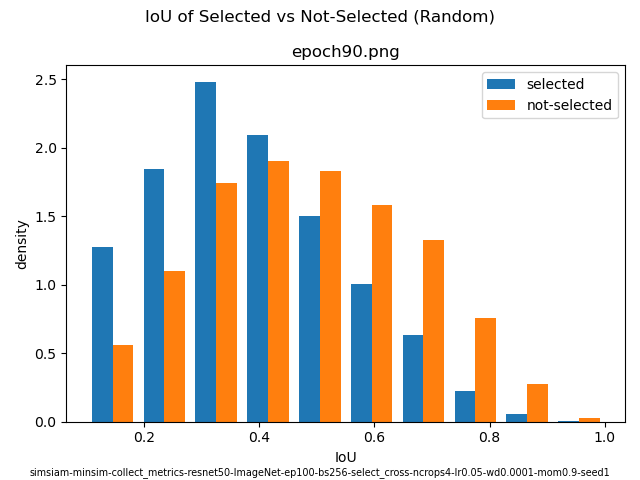 IoU of Selected vs Not-Selected (Random)
epoch90.png
selected
not-selected
density
2.5
2.0
1.5
1.0
0.5
0.0
0.2
0.4
0.6
0.8
1.0
IoU
simsiam-minsim-collect_metrics-resnet50-ImageNet-ep100-bs256-select_cross-ncrops4-lr0.05-wd0.0001-mom0.9-seed1